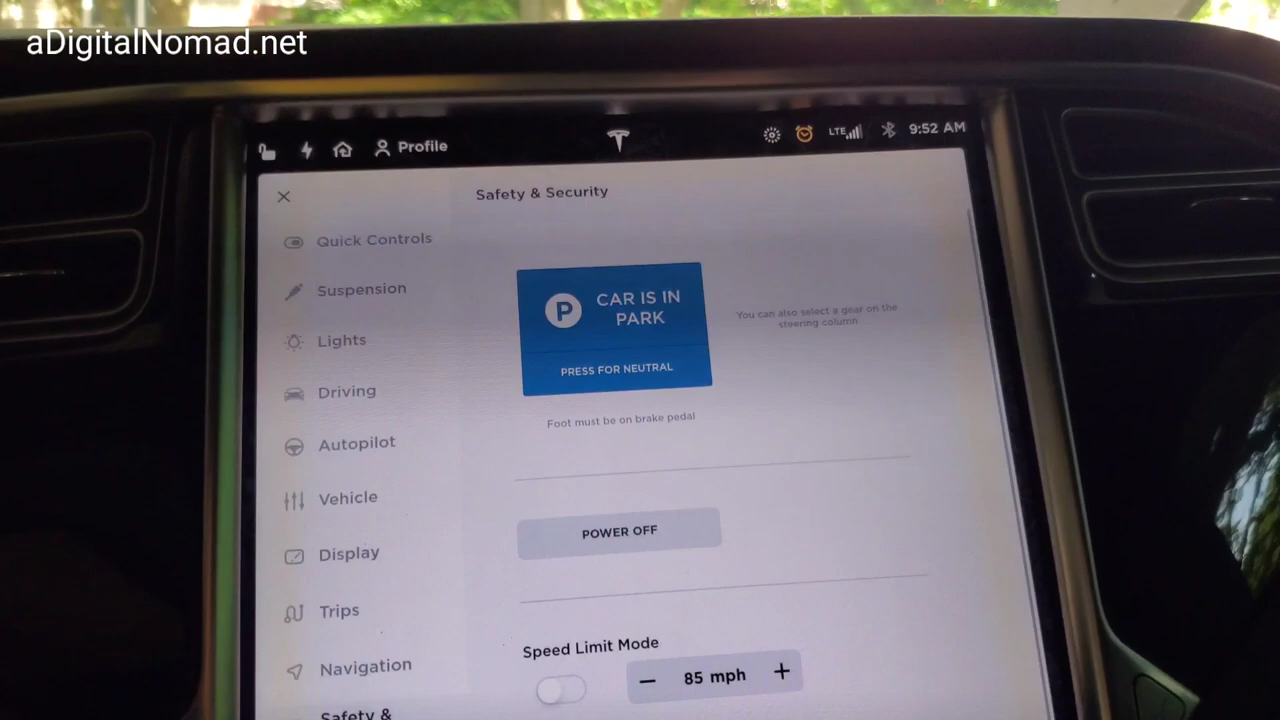 aDigitalNomad.net
Profile
LTE
9:52 AM
Safety & Security
Quick Controls
Suspension
Lights
Driving
Autopilot
Vehicle
Display
Trips
Navigation
Safety &
P
CAR IS IN
PARK
PRESS FOR NEUTRAL
You can also select a gear on the
steering column
Foot must be on brake pedal
POWER OFF
Speed Limit Mode
− 85 mph +